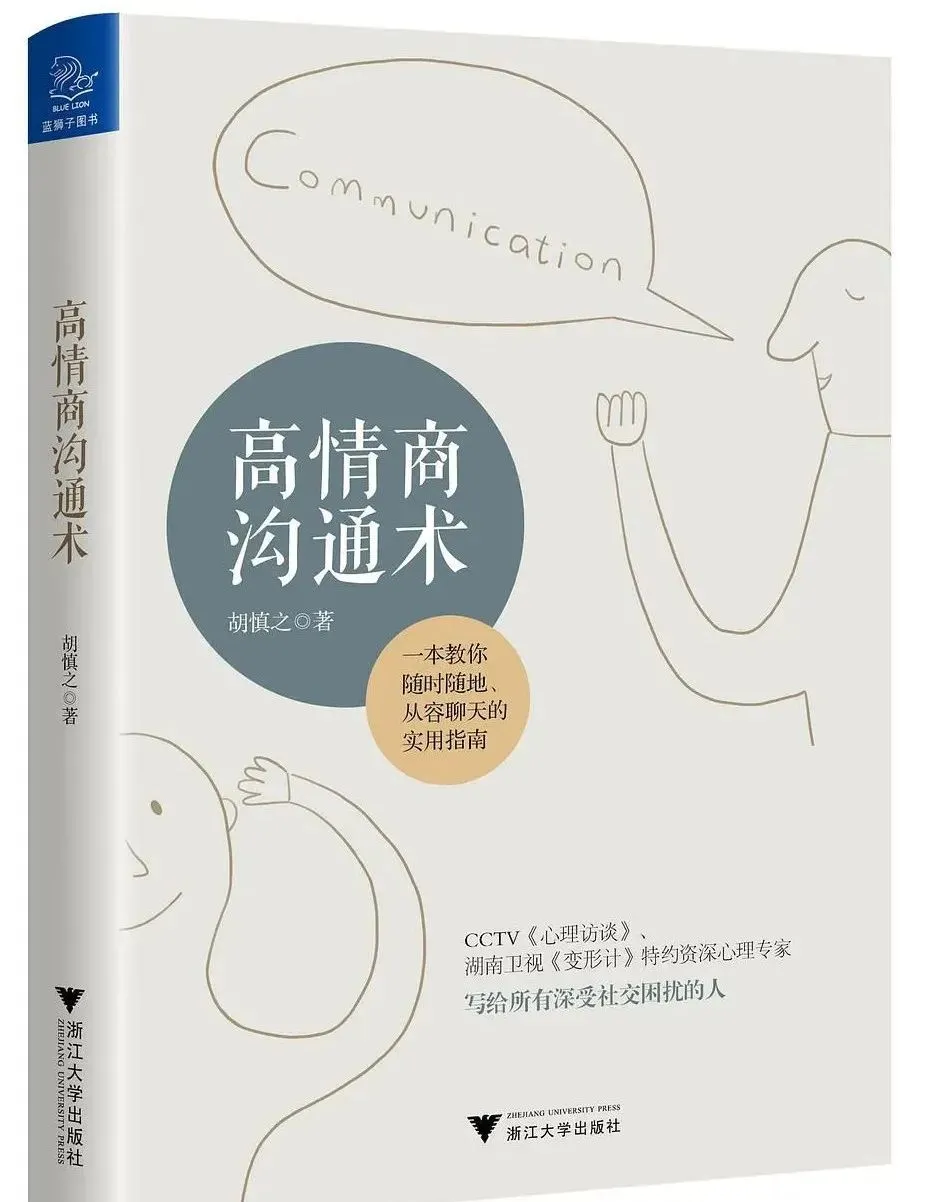 BLUE LION
蓝狮子图书
高情商沟通术
胡慎之◎著
浙江大学出版社
ZHEJIANG UNIVERSITY PRESS
Communication
高情商
沟通术
胡慎之◎著
一本教你
随时随地、
从容聊天的
实用指南
CCTV《心理访谈》、
湖南卫视《变形计》特约资深心理专家
写给所有深受社交困扰的人
ZHEJIANG UNIVERSITY PRESS
浙江大学出版社